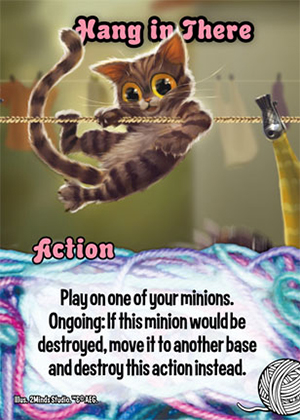 Hang in There
Action
Play on one of your minions.
Ongoing: If this minion would be
destroyed, move it to another base
and destroy this action instead.
Illus. 2Minds Studio. ™© AEG.